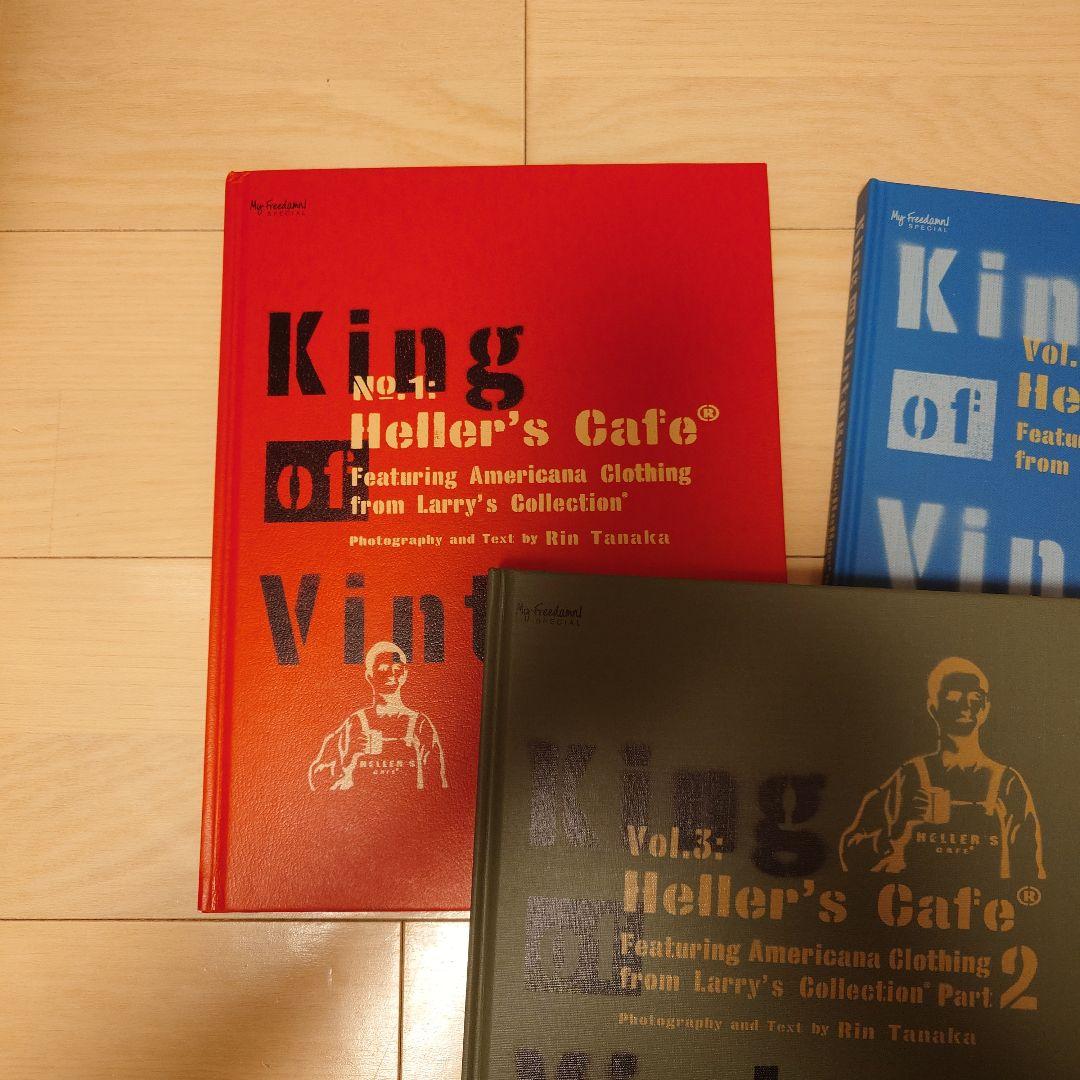 My Freedamn!
SPECIAL
King
of
Vint
No.1:
Heller's Cafe®
Featuring Americana Clothing
from Larry's Collection®
Photography and Text by Rin Tanaka
HELLER'S
CAFE®
My Freedamn!
SPECIAL
Kin
of
Vin
Vol.
He
Featu
from
My Freedamn!
SPECIAL
King
of
Vol.3:
Heller's Cafe®
Featuring Americana Clothing
from Larry's Collection® Part 2
Photography and Text by Rin Tanaka
HELLER'S
CAFE®